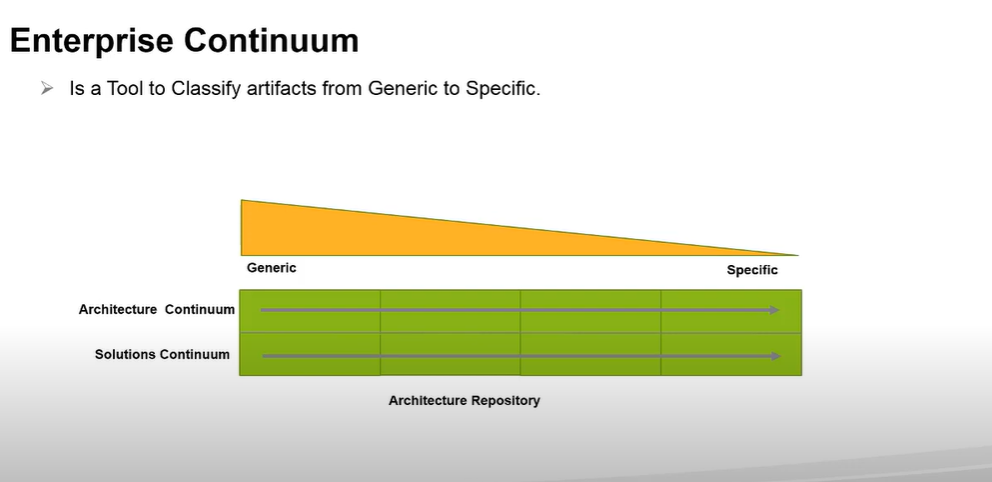 Enterprise Continuum
Is a Tool to Classify artifacts from Generic to Specific.
Generic
Specific
Architecture Continuum
Solutions Continuum
Architecture Repository